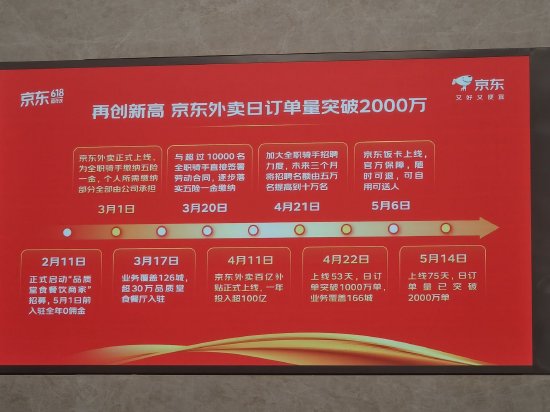 京东 618
京东
又好又便宜
再创新高 京东外卖日订单量突破2000万
京东外卖正式上线，
为全职骑手缴纳五险
一金，个人所需缴纳
部分全部由公司承担
3月1日
与超过10000名
全职骑手直接签署
劳动合同，逐步落
实五险一金缴纳
3月20日
加大全职骑手招聘
力度，未来三个月
将招聘名额由五万
名提高到十万名
4月21日
京东饭卡上线，
官方保障，随
时可退，可自
用可送人
5月6日
2月11日
正式启动“品质
堂食餐饮商家”
招募，5月1日前
入驻全年0佣金
3月17日
业务覆盖126城，
超30万品质堂
食餐厅入驻
4月11日
京东外卖百亿补
贴正式上线，一年
投入超100亿
4月22日
上线53天，日订
单突破1000万单，
业务覆盖166城
5月14日
上线75天，日订
单量已突破
2000万单